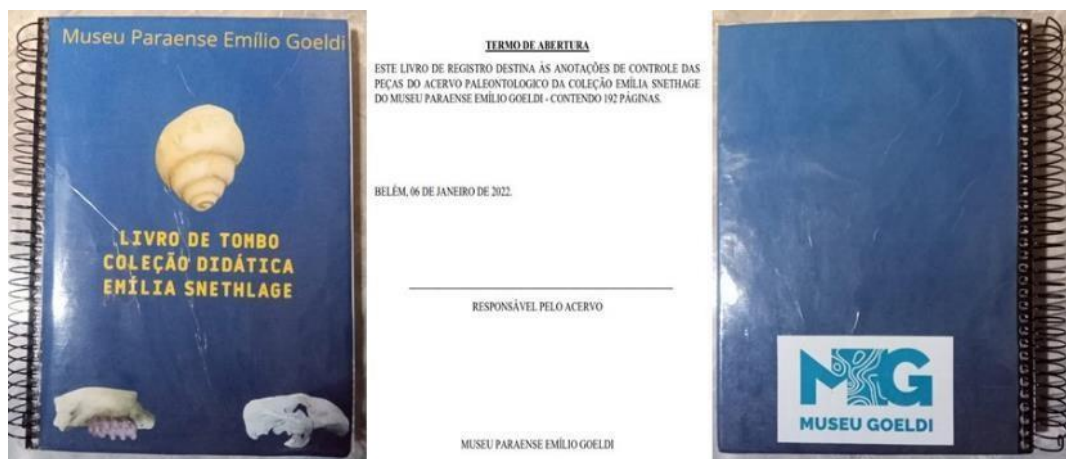 Museu Paraense Emílio Goeldi
LIVRO DE TOMBO
COLEÇÃO DIDÁTICA
EMÍLIA SNETHLAGE
TERMO DE ABERTURA
ESTE LIVRO DE REGISTRO DESTINA ÀS ANOTAÇÕES DE CONTROLE DAS
PEÇAS DO ACERVO PALEONTOLOGICO DA COLEÇÃO EMÍLIA SNETHAGE
DO MUSEU PARAENSE EMÍLIO GOELDI - CONTENDO 192 PÁGINAS.
BELÉM, 06 DE JANEIRO DE 2022.
RESPONSÁVEL PELO ACERVO
MUSEU PARAENSE EMÍLIO GOELDI
MUSEU GOELDI